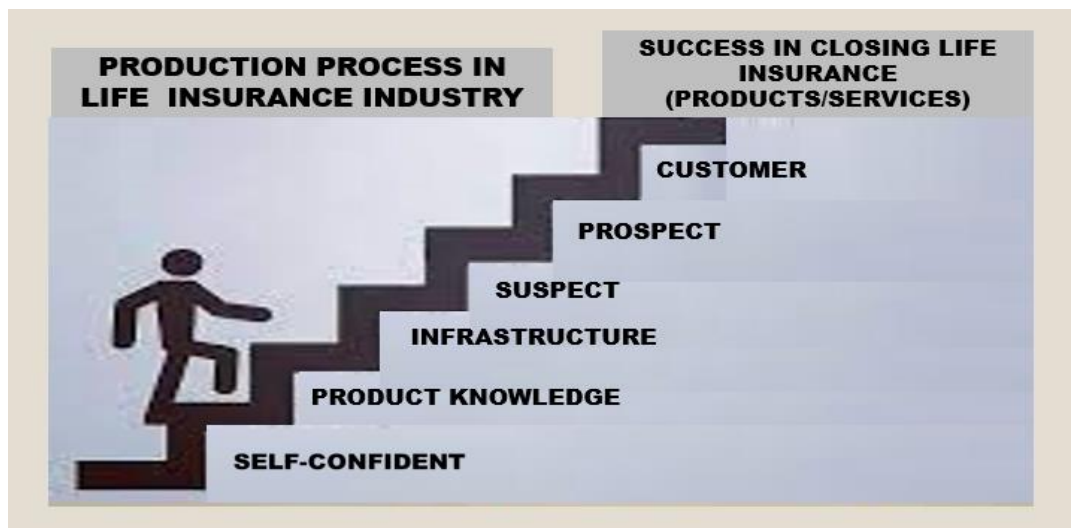 PRODUCTION PROCESS IN
LIFE INSURANCE INDUSTRY
SUCCESS IN CLOSING LIFE
INSURANCE
(PRODUCTS/SERVICES)
CUSTOMER
PROSPECT
SUSPECT
INFRASTRUCTURE
PRODUCT KNOWLEDGE
SELF-CONFIDENT